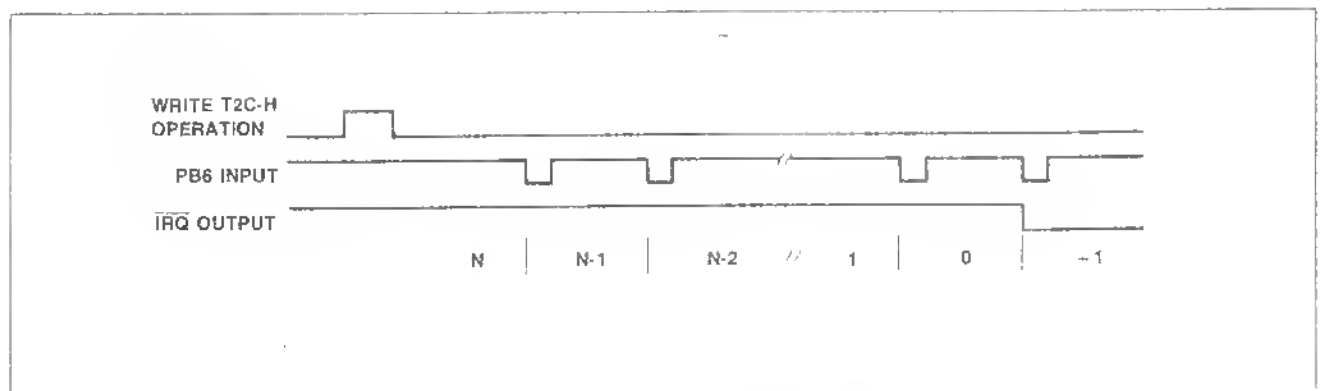 WRITE T2C-H
OPERATION
PB6 INPUT
IRQ OUTPUT
N N-1 N-2 // 1 0 -1